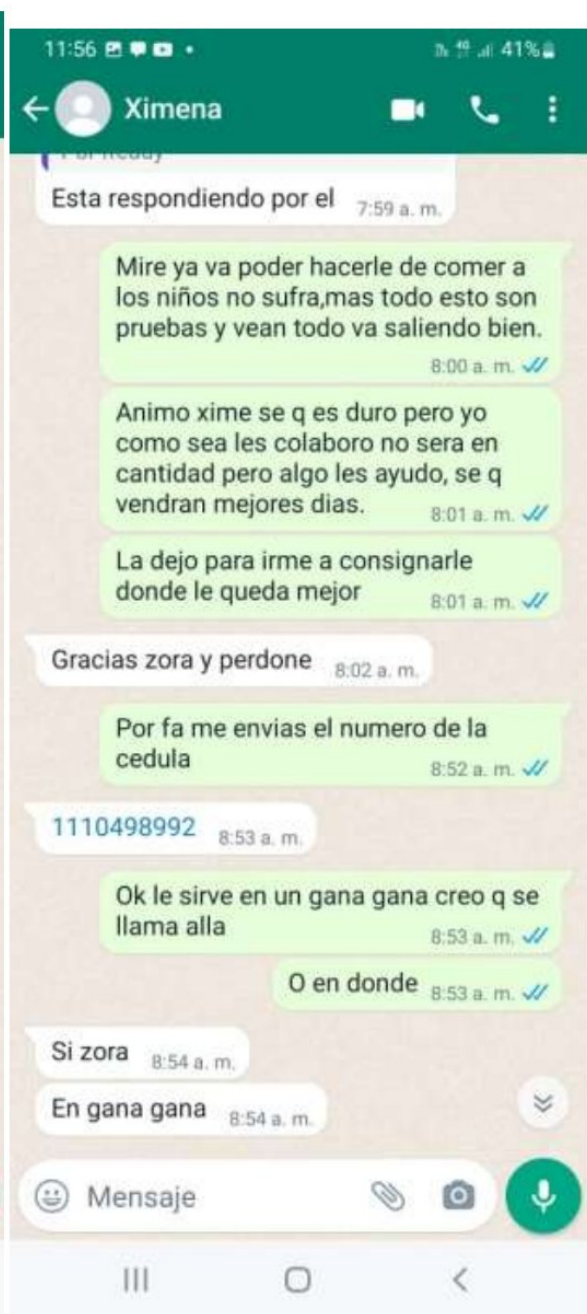 11:56
41%
Ximena
Esta respondiendo por el 7:59 a. m.
Mire ya va poder hacerle de comer a
los niños no sufra,mas todo esto son
pruebas y vean todo va saliendo bien.
8:00 a. m.
Animo xime se q es duro pero yo
como sea les colaboro no sera en
cantidad pero algo les ayudo, se q
vendran mejores dias. 8:01 a. m.
La dejo para irme a consignarle
donde le queda mejor 8:01 a. m.
Gracias zora y perdone 8:02 a. m.
Por fa me envias el numero de la
cedula 8:52 a. m.
1110498992 8:53 a. m.
Ok le sirve en un gana gana creo q se
llama alla 8:53 a. m.
O en donde 8:53 a. m.
Si zora 8:54 a. m.
En gana gana 8:54 a. m.
Mensaje